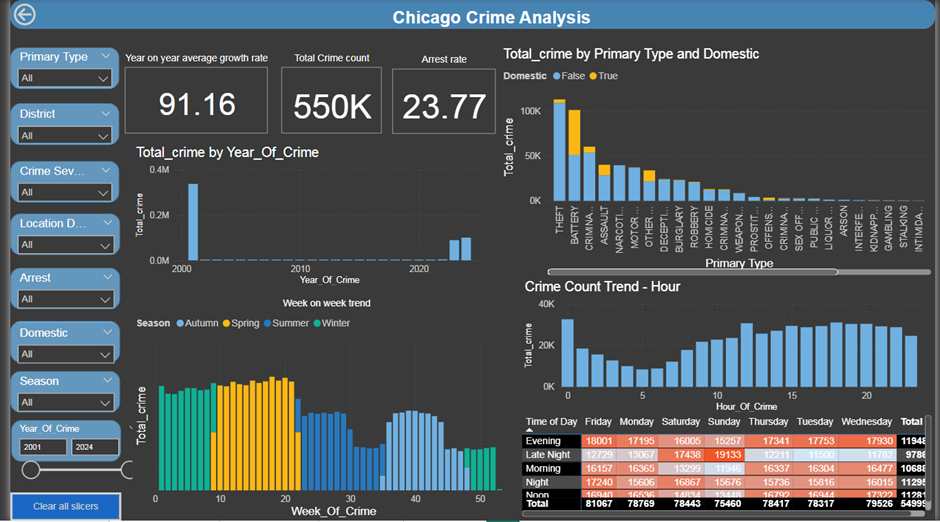 Chicago Crime Analysis
Primary Type
All
District
All
Crime Sev...
All
Location D...
All
Arrest
All
Domestic
All
Season
All
Year_Of_Crime
2001 2024
Clear all slicers
Year on year average growth rate
91.16
Total Crime count
550K
Arrest rate
23.77
Total_crime by Year_Of_Crime
Total_crime
0.4M
0.2M
0.0M
2000 2010 2020
Year_Of_Crime
Week on week trend
Season Autumn Spring Summer Winter
Total_crime
0 10 20 30 40 50
Week_Of_Crime
Total_crime by Primary Type and Domestic
Domestic False True
Total_crime
100K
50K
0K
THEFT
BATTERY
CRIMINA...
ASSAULT
NARCOTI...
MOTOR ...
OTHER ...
DECEPTI...
BURGLARY
ROBBERY
HOMICIDE
CRIMINA...
WEAPON...
PROSTIT...
OFFENS...
CRIMINA...
SEX OFF...
PUBLIC ...
LIQUOR ...
ARSON
INTERFE...
KIDNAPP...
GAMBLING
STALKING
INTIMIDA...
Primary Type
Crime Count Trend - Hour
Total_crime
40K
20K
0K
0 5 10 15 20
Hour_Of_Crime
Time of Day Friday Monday Saturday Sunday Thursday Tuesday Wednesday Total
Evening 18001 17195 16005 15257 17341 17753 17930 11948
Late Night 12729 13067 17438 19133 12211 11500 11782 9786
Morning 16157 16365 13299 11946 16337 16304 16477 10688
Night 17240 15606 16867 15676 15736 15816 16015 11295
Noon 16940 16536 14834 13448 16792 16944 17322 11281
Total 81067 78769 78443 75460 78417 78317 79526 54999